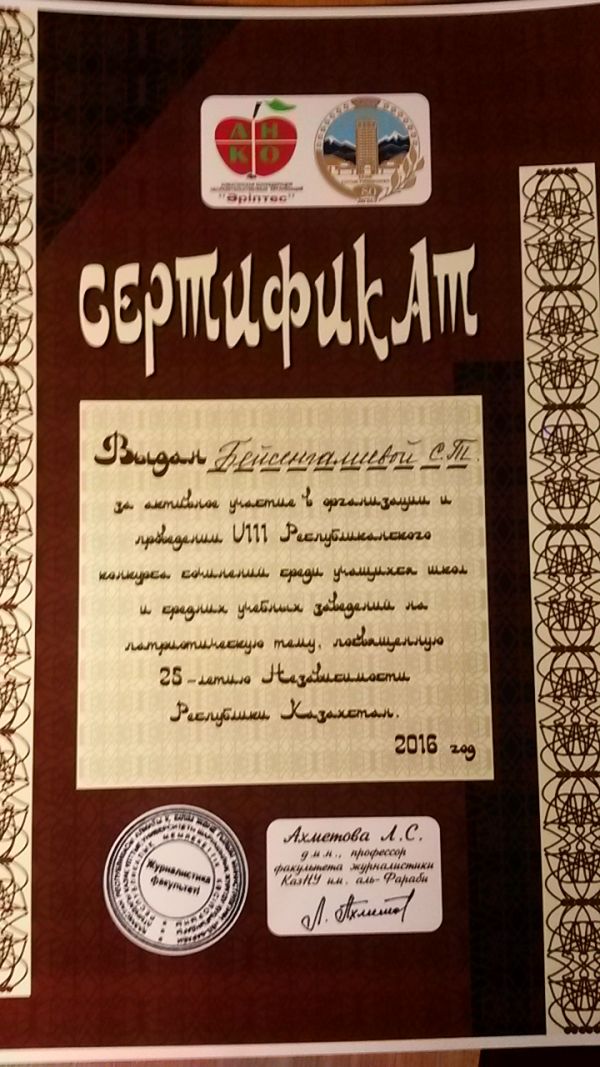 АН
КО
"Әріптес"
СЕРТИФИКАТ
Выдан Бейсенгалиевой С.Т.
за активное участие в организации и
проведении VIII Республиканского
конкурса сочинений среди учащихся школ
и средних учебных заведений на
патриотическую тему, посвященную
25-летию Независимости
Республики Казахстан.
2016 год
Журналистика
факультеті
Ахметова Л.С.
д.и.н., профессор
факультета журналистики
КазНУ им. аль-Фараби